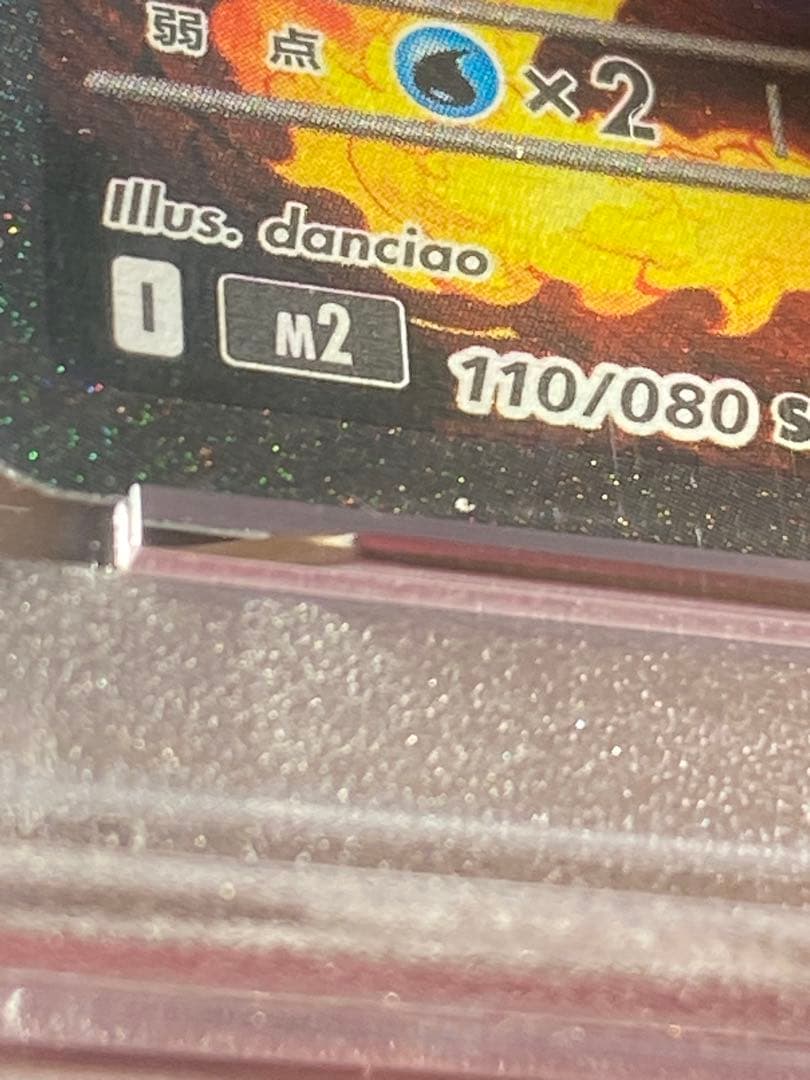 弱点 ×2
Illus. danciao
I M2 110/080 S